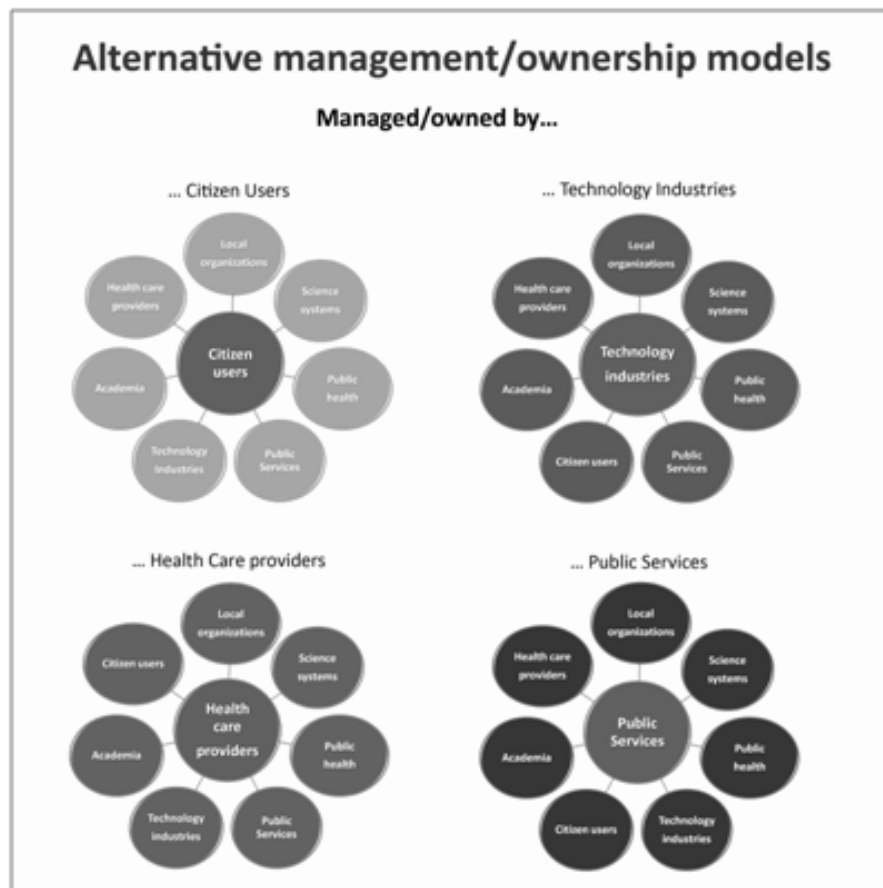 Alternative management/ownership models
Managed/owned by...
... Citizen Users
Local
organizations
Science
systems
Public
health
Public
Services
Technology
Industries
Academia
Health care
providers
Citizen
users
... Technology Industries
Local
organizations
Science
systems
Public
health
Public
Services
Citizen users
Academia
Health care
providers
Technology
industries
... Health Care providers
Local
organizations
Science
systems
Public
health
Public
Services
Technology
industries
Academia
Citizen users
Health
care
providers
... Public Services
Local
organizations
Science
systems
Public
health
Technology
industries
Citizen users
Academia
Health care
providers
Public
Services